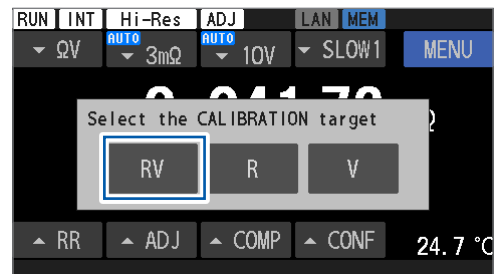 RUN INT Hi-Res ADJ LAN MEM
ΩV AUTO 3mΩ AUTO 10V SLOW1 MENU
Select the CALIBRATION target
RV R V
RR ADJ COMP CONF 24.7 °C